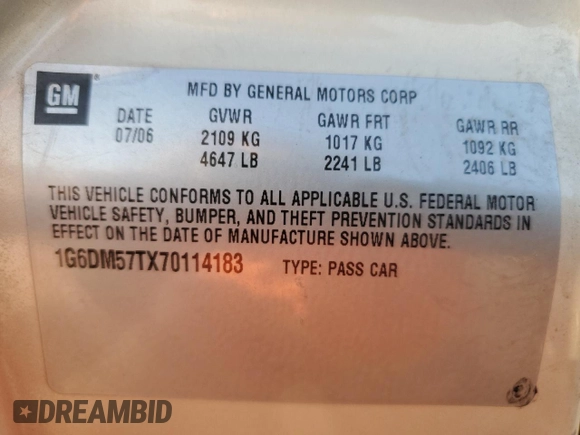 GM ®
MFD BY GENERAL MOTORS CORP
DATE GVWR GAWR FRT GAWR RR
07/06 2109 KG 1017 KG 1092 KG
4647 LB 2241 LB 2406 LB
THIS VEHICLE CONFORMS TO ALL APPLICABLE U.S. FEDERAL MOTOR
VEHICLE SAFETY, BUMPER, AND THEFT PREVENTION STANDARDS IN
EFFECT ON THE DATE OF MANUFACTURE SHOWN ABOVE.
1G6DM57TX70114183 TYPE: PASS CAR
DREAMBID